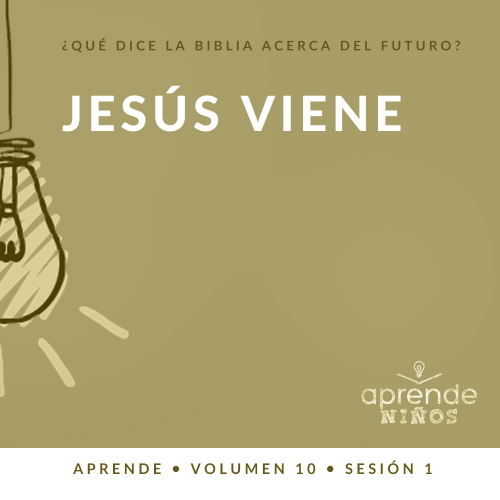 ¿QUÉ DICE LA BIBLIA ACERCA DEL FUTURO?
JESÚS VIENE
aprende
NIÑOS
APRENDE • VOLUMEN 10 • SESIÓN 1